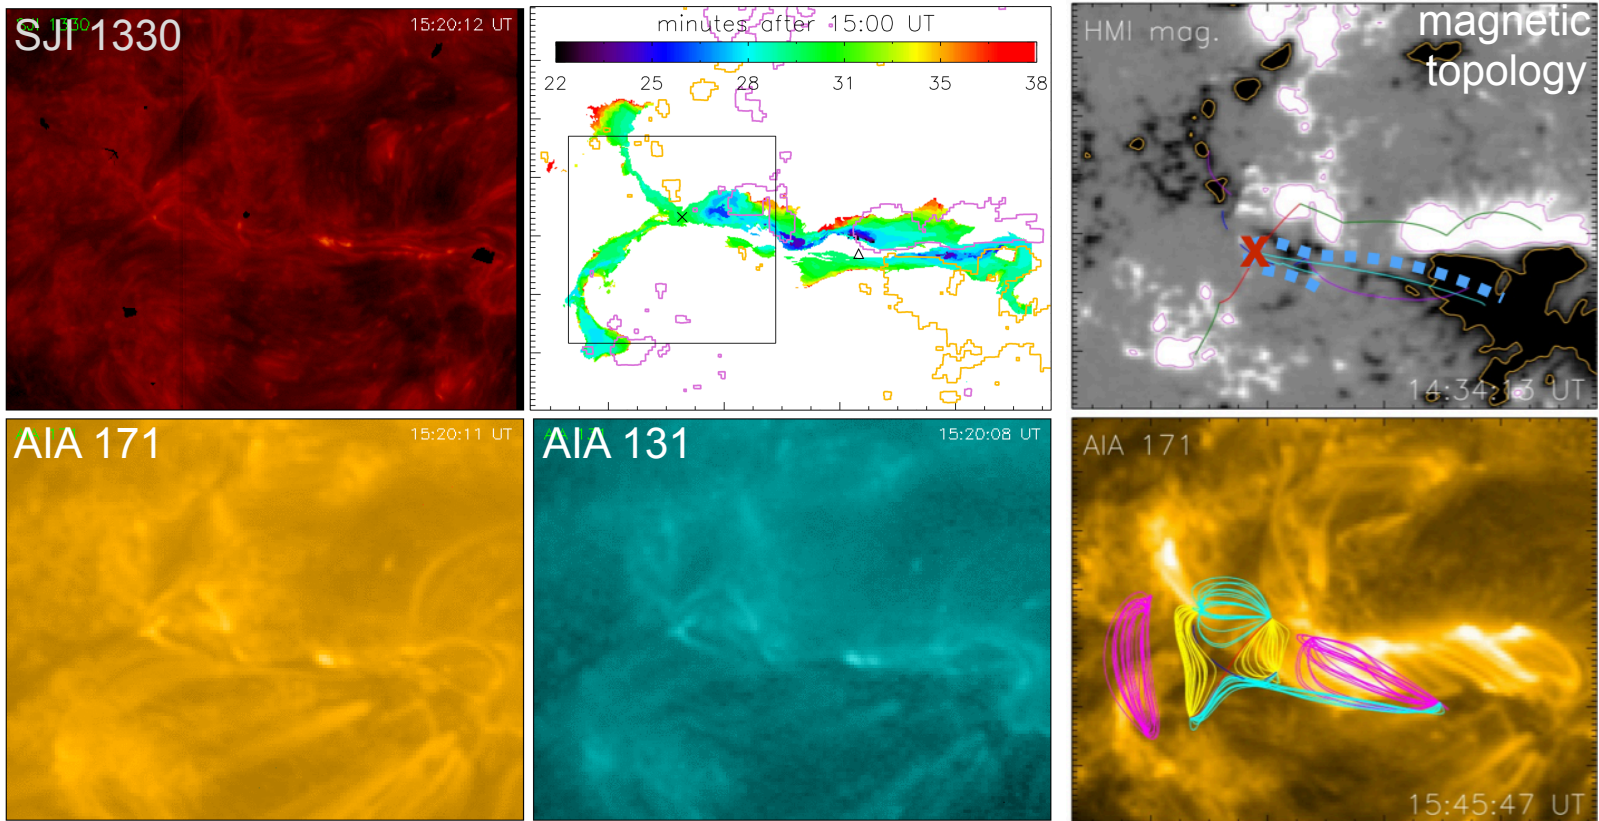 SJI 1330
SJI 1330
15:20:12 UT
minutes after 15:00 UT
22 25 28 31 35 38
HMI mag.
magnetic
topology
X
14:34:13 UT
AIA 171
15:20:11 UT
AIA 131
15:20:08 UT
AIA 171
15:45:47 UT